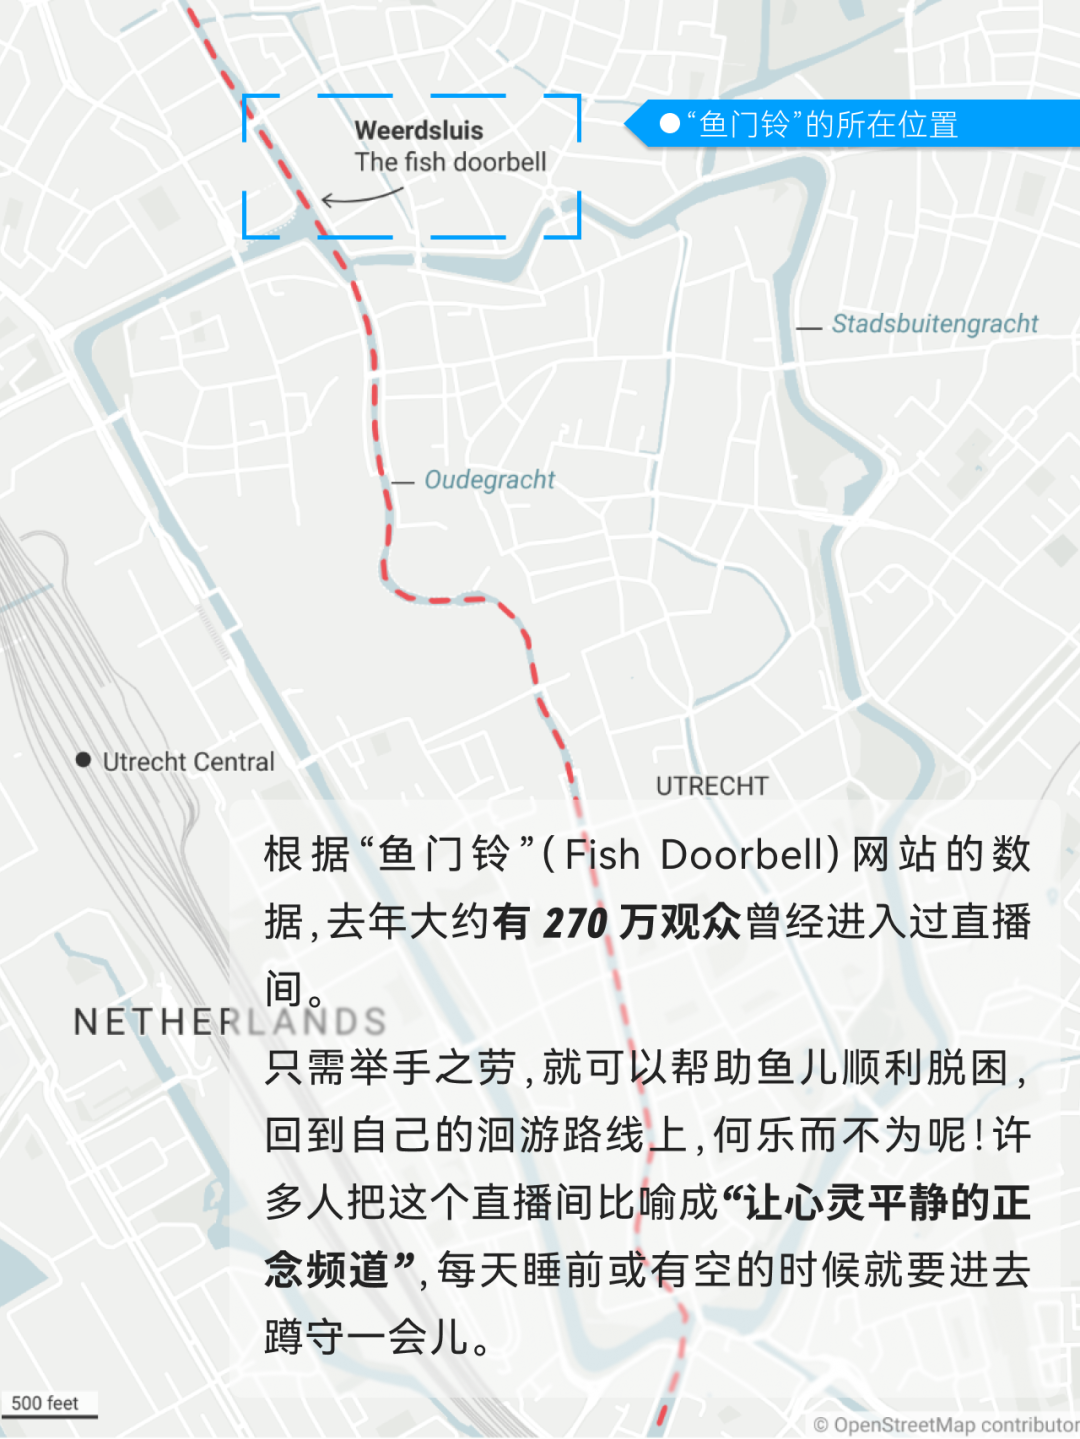 Weerdsluis
The fish doorbell
“鱼门铃”的所在位置
Stadsbuitengracht
Oudegracht
Utrecht Central
UTRECHT
根据“鱼门铃”(Fish Doorbell)网站的数
据,去年大约有 270 万观众曾经进入过直播
间。
NETHERLANDS
只需举手之劳,就可以帮助鱼儿顺利脱困,
回到自己的洄游路线上,何乐而不为呢!许
多人把这个直播间比喻成“让心灵平静的正
念频道”,每天睡前或有空的时候就要进去
蹲守一会儿。
500 feet
© OpenStreetMap contributor